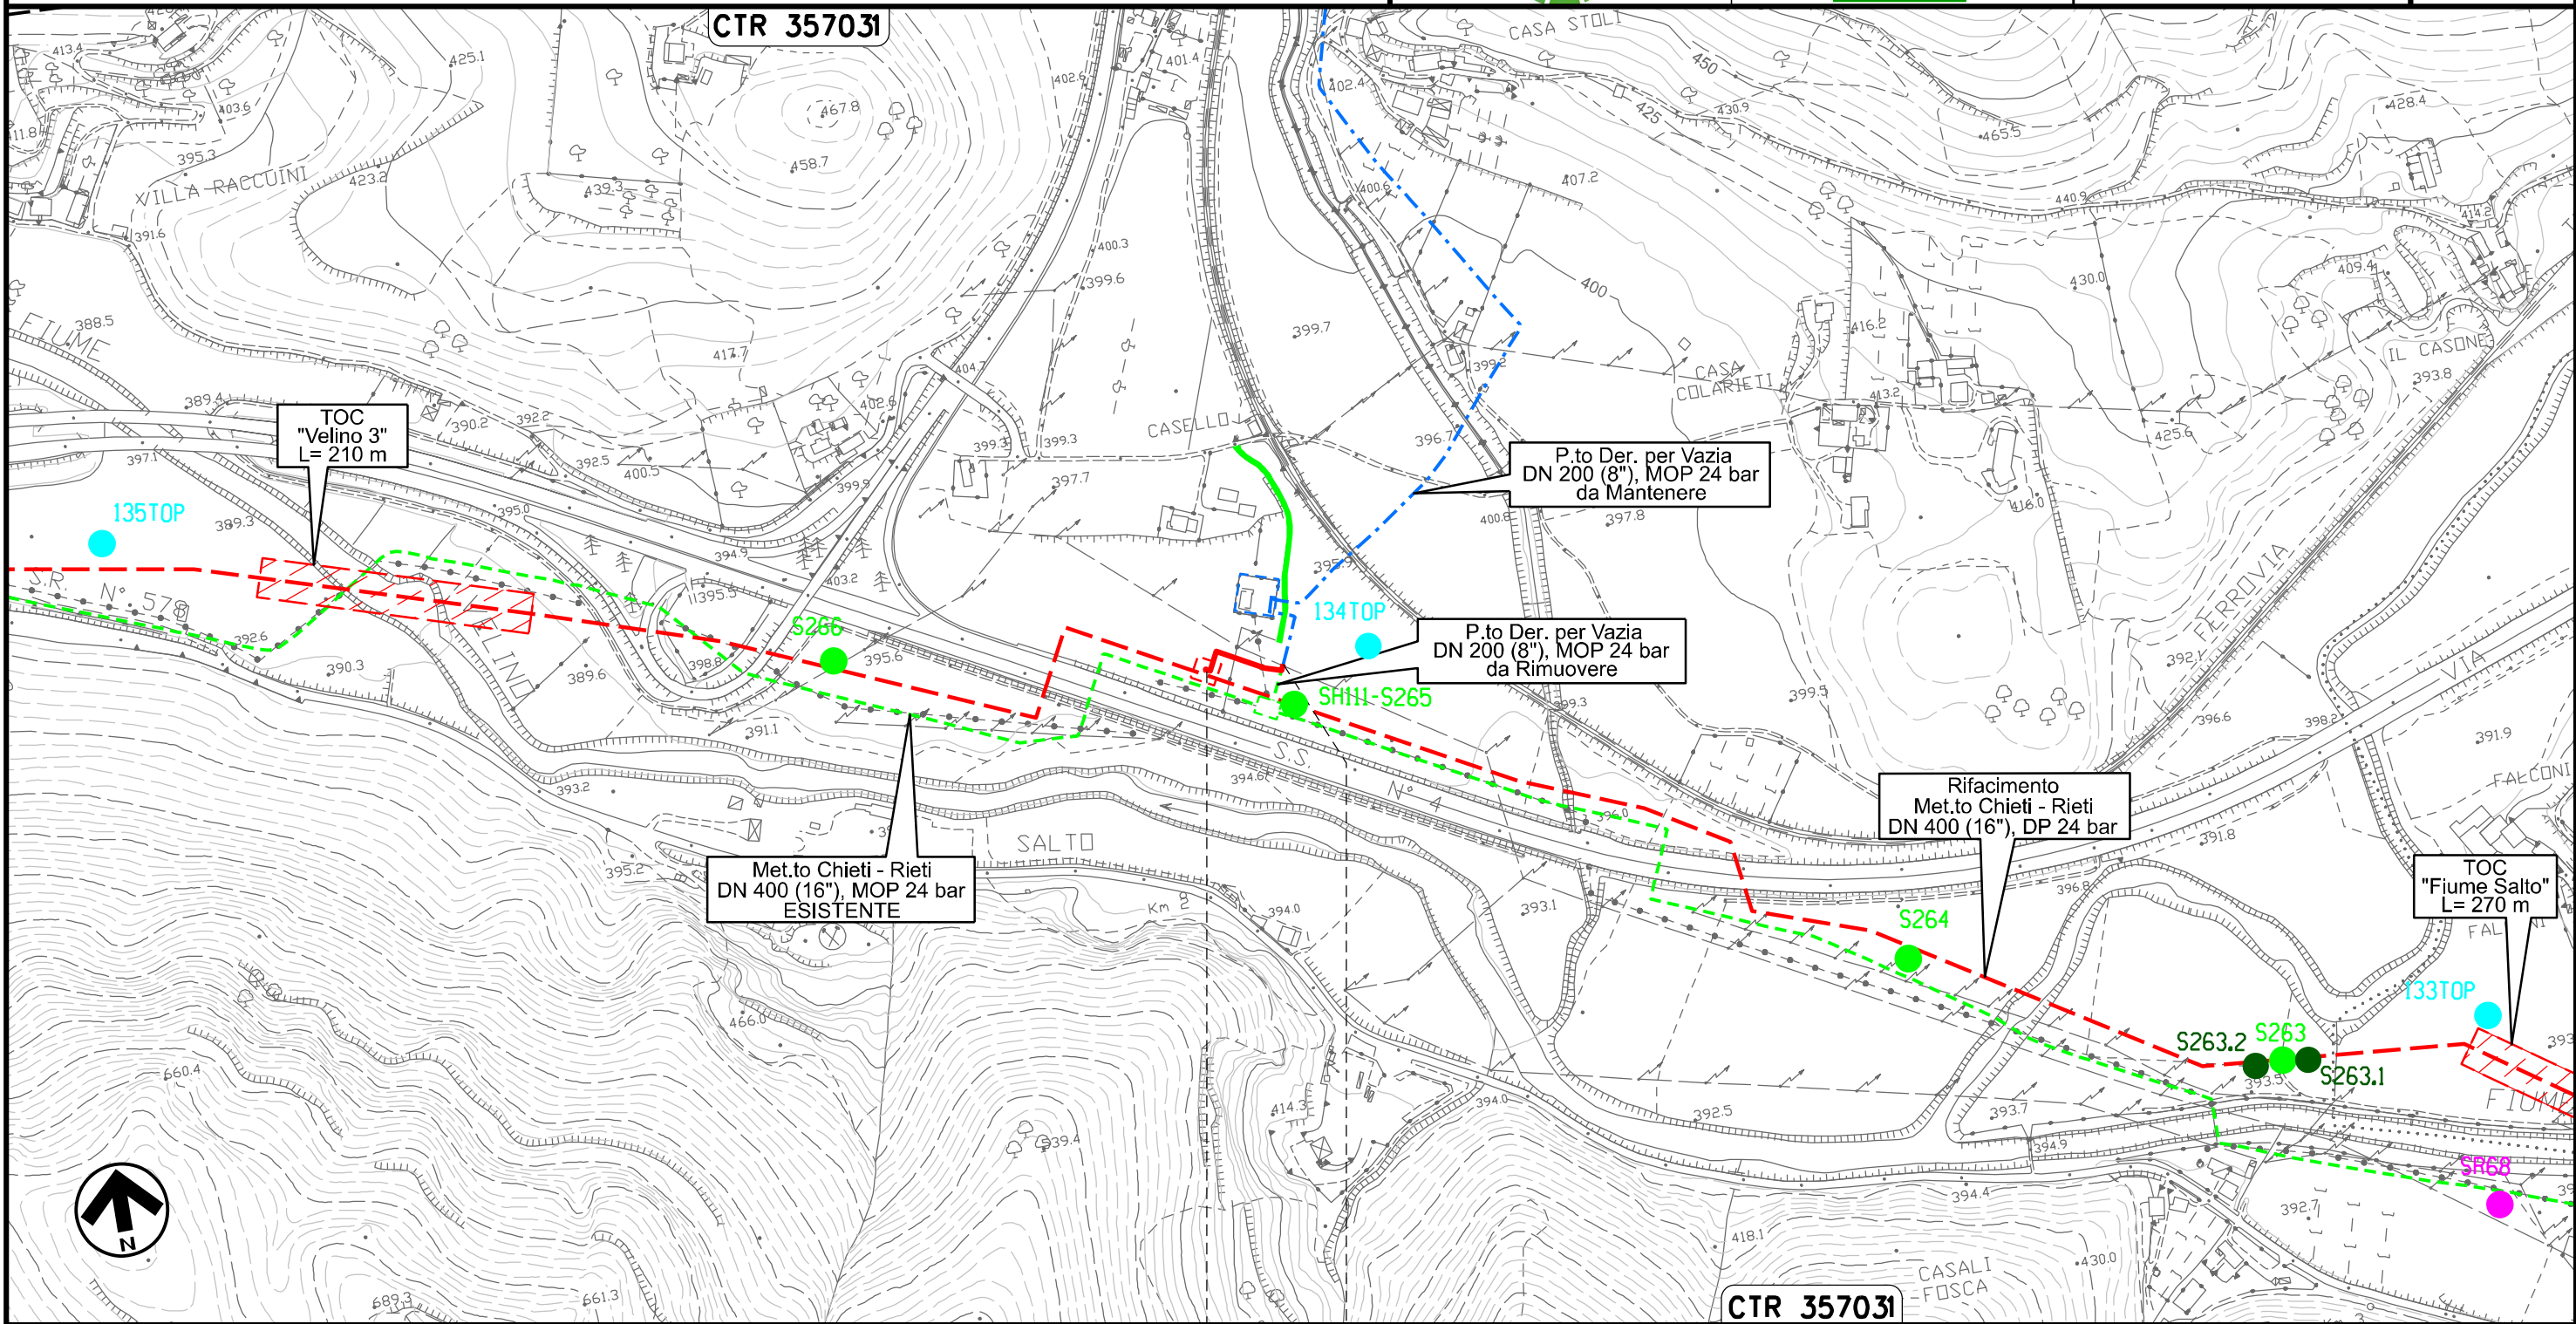 CTR 357031
CASA STOLI
413.4
425.1
402.6
401.4
402.4
450
425
430.9
465.5
428.4
403.6
467.8
395.3
458.7
VILLA RACCUINI
423.2
439.3
400.6
407.2
440.9
414.2
391.6
400.3
399.6
409.4
430.0
400
FIUME
388.5
399.7
416.2
IL CASONE
417.7
404.7
399.2
CASA
COLARIETI
393.8
413.2
389.4
TOC
"Velino 3"
L= 210 m
390.2
392.2
402.6
CASELLO
399.3
399.3
425.6
397.1
392.5
400.5
399.9
397.7
P.to Der. per Vazia
DN 200 (8"), MOP 24 bar
da Mantenere
416.0
135TOP
389.3
395.0
400.8
397.8
394.9
403.2
395.9
S.R. N° 578
395.5
134TOP
FERROVIA
392.6
S266
P.to Der. per Vazia
DN 200 (8"), MOP 24 bar
da Rimuovere
390.3
389.6
398.8
395.6
392.1
VIA
SH111-S265
399.3
399.5
396.6
398.2
391.1
391.9
S.S. N° 4
394.6
393.2
396.0
FALCONI
Rifacimento
Met.to Chieti - Rieti
DN 400 (16"), DP 24 bar
391.8
SALTO
395.2
Met.to Chieti - Rieti
DN 400 (16"), MOP 24 bar
ESISTENTE
396.8
TOC
"Fiume Salto"
L= 270 m
Km 8
394.0
393.1
S264
133TOP
466.0
S263.2
S263
S263.1
393.5
660.4
FIUME
414.3
539.4
394.0
392.5
393.7
394.9
SR68
394.4
392.7
418.1
430.0
CASALI
FOSCA
N
689.3
661.3
CTR 357031